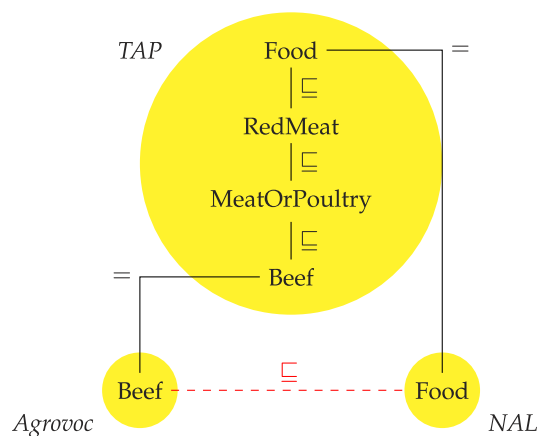 TAP Food =
⊑
RedMeat
⊑
MeatOrPoultry
⊑
= Beef
⊑
Beef Food
Agrovoc NAL